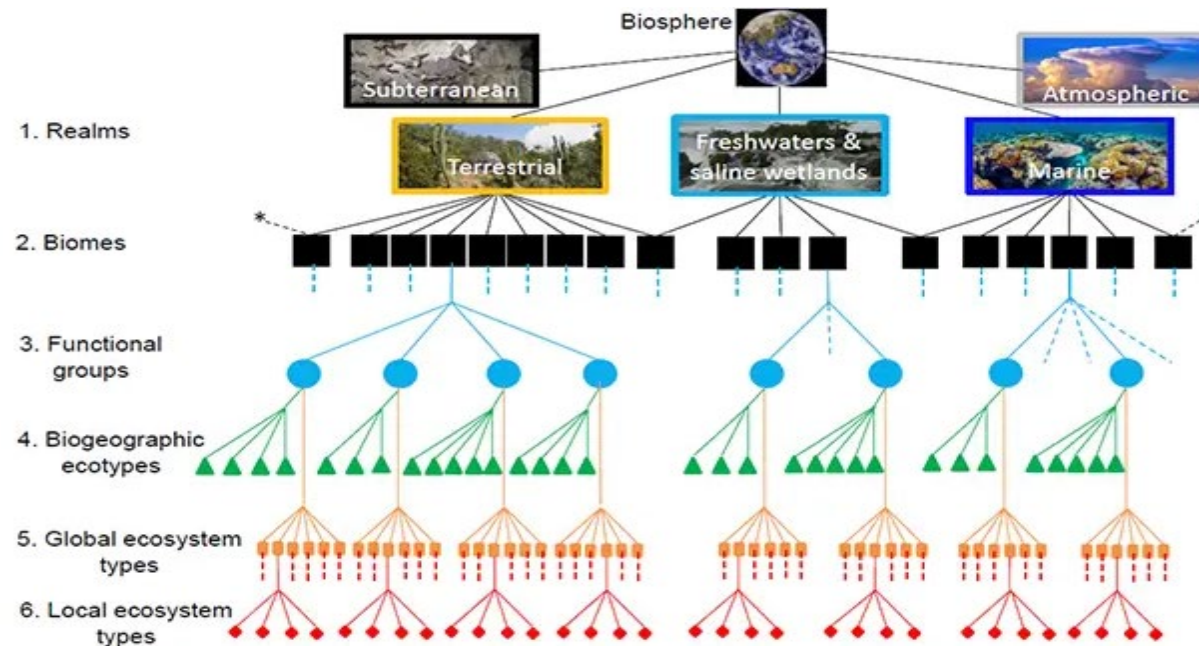 Biosphere
Subterranean
Atmospheric
1. Realms
Terrestrial
Freshwaters &
saline wetlands
Marine
*
2. Biomes
3. Functional
groups
4. Biogeographic
ecotypes
5. Global ecosystem
types
6. Local ecosystem
types